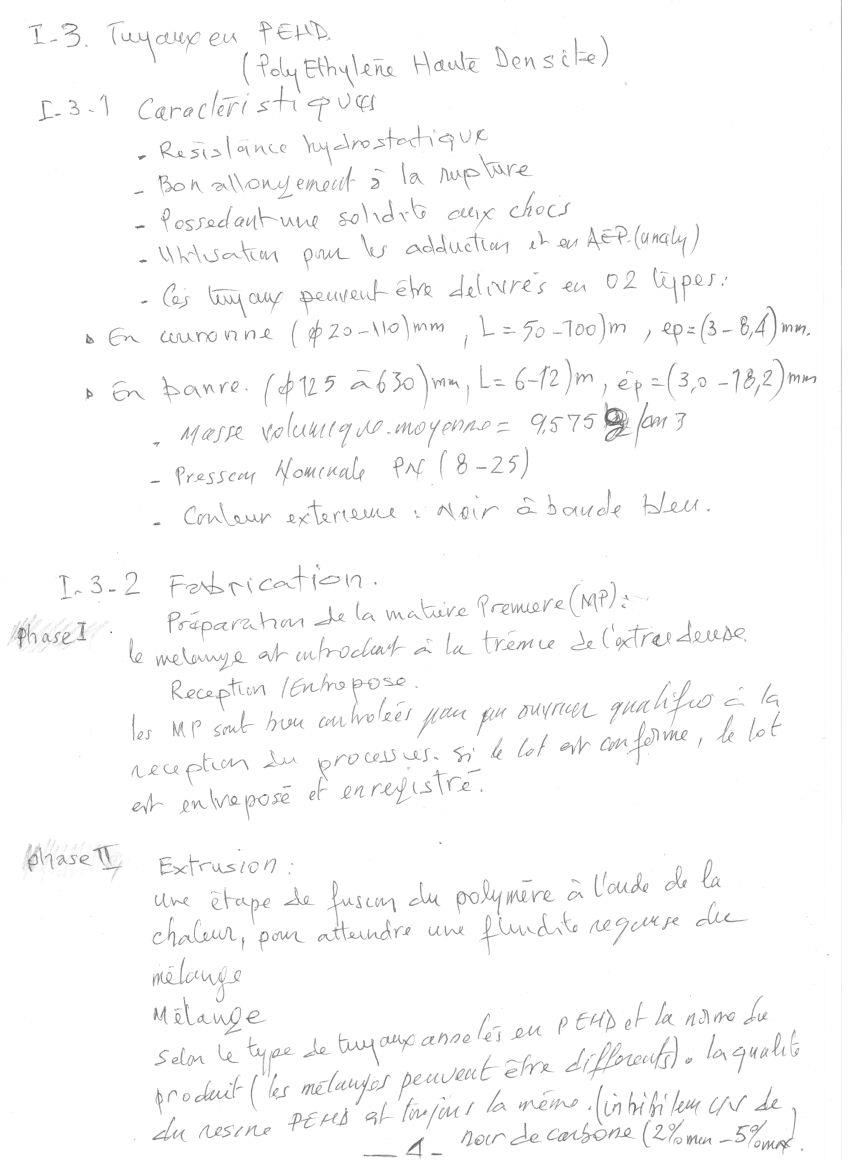 I-3. Tuyaux en PEHD.
(PolyEthylène Haute Densite)
I-3-1 Caractéristiques
- Résistance hydrostatique
- Bon allongement à la rupture
- Possedant une solidité aux chocs
- Utilisation pour les adduction et en AEP. (analy)
- Ces tuyaux peuvent être delivrés en 02 types:
▸ En couronne (ϕ20-110)mm, L=50-100)m, ep=(3-8,4)mm.
▸ En banre. (ϕ125 à 630)mm, L=6-12)m, ép=(3,0-18,2)mm
- Masse volumique moyenne = 9,575 g/cm3
- Pression Nominale PN (8-25)
- Couleur exterieure: Noir à bande bleu.
I-3-2 Fabrication.
Phase I Préparation de la matière Première (MP):
le melange est introduit à la trémie de l'extrudeuse.
Reception / Entrepose.
les MP sont bien controlées par un ouvrier qualifié à la
reception du processus. si le lot est conforme, le lot
est entreposé et enregistré.
phase II Extrusion:
une étape de fusion du polymère à l'aide de la
chaleur, pour atteindre une fluidité requise du
mélange
Mélange
selon le type de tuyaux annelés en PEHD et la norme du
produit (les mélanges peuvent être differents). la qualité
du resine PEHD est toujours la même. (inhibiteur UV de
noir de carbone (2% min - 5% max).
- 1 -